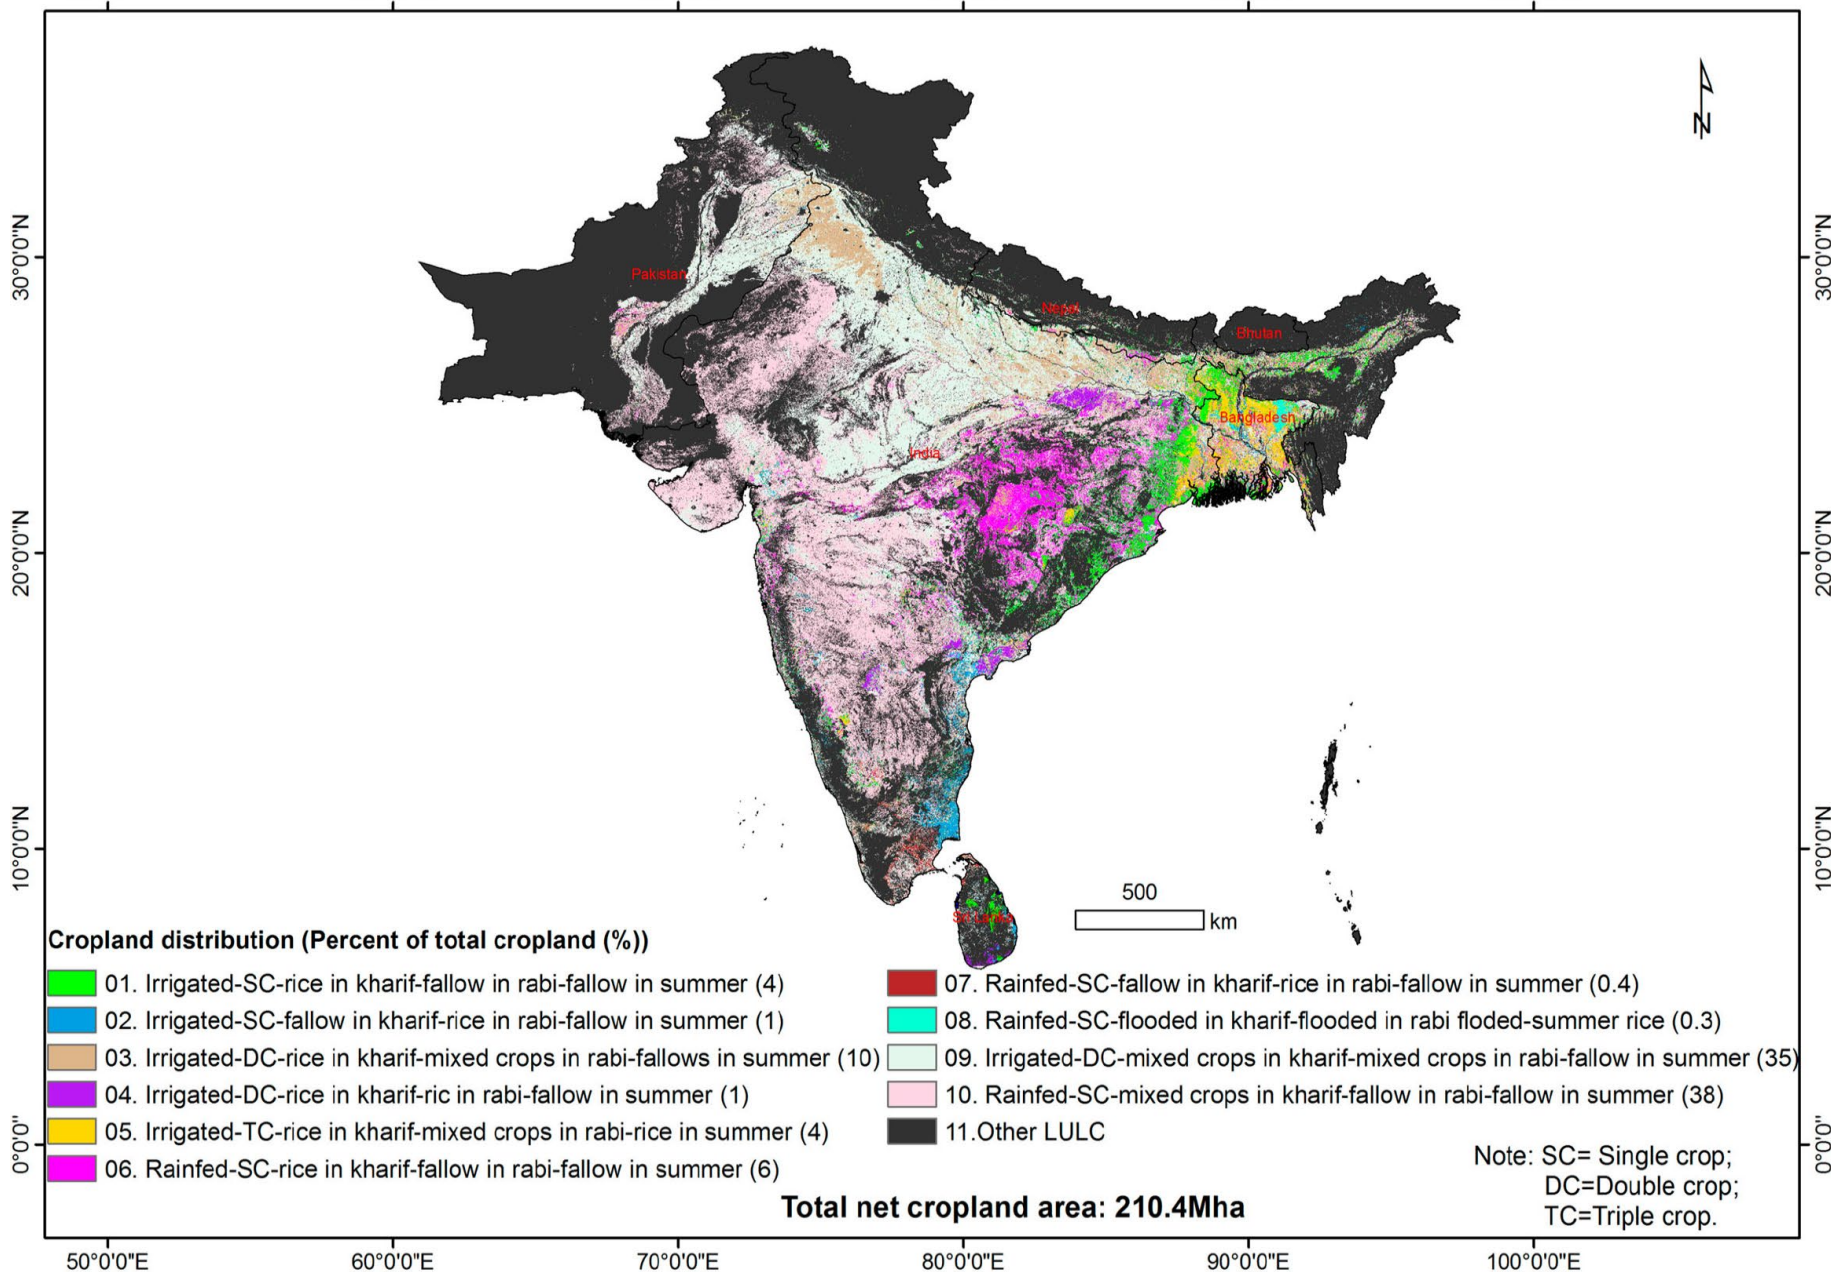 N
30°0'0"N
30°0'0"N
20°0'0"N
20°0'0"N
10°0'0"N
10°0'0"N
0°0'0"
0°0'0"
Pakistan
Nepal
Bhutan
Bangladesh
India
Sri Lanka
500
km
Cropland distribution (Percent of total cropland (%))
01. Irrigated-SC-rice in kharif-fallow in rabi-fallow in summer (4)
02. Irrigated-SC-fallow in kharif-rice in rabi-fallow in summer (1)
03. Irrigated-DC-rice in kharif-mixed crops in rabi-fallows in summer (10)
04. Irrigated-DC-rice in kharif-ric in rabi-fallow in summer (1)
05. Irrigated-TC-rice in kharif-mixed crops in rabi-rice in summer (4)
06. Rainfed-SC-rice in kharif-fallow in rabi-fallow in summer (6)
07. Rainfed-SC-fallow in kharif-rice in rabi-fallow in summer (0.4)
08. Rainfed-SC-flooded in kharif-flooded in rabi floded-summer rice (0.3)
09. Irrigated-DC-mixed crops in kharif-mixed crops in rabi-fallow in summer (35)
10. Rainfed-SC-mixed crops in kharif-fallow in rabi-fallow in summer (38)
11.Other LULC
Note: SC= Single crop;
DC=Double crop;
TC=Triple crop.
Total net cropland area: 210.4Mha
50°0'0"E
60°0'0"E
70°0'0"E
80°0'0"E
90°0'0"E
100°0'0"E